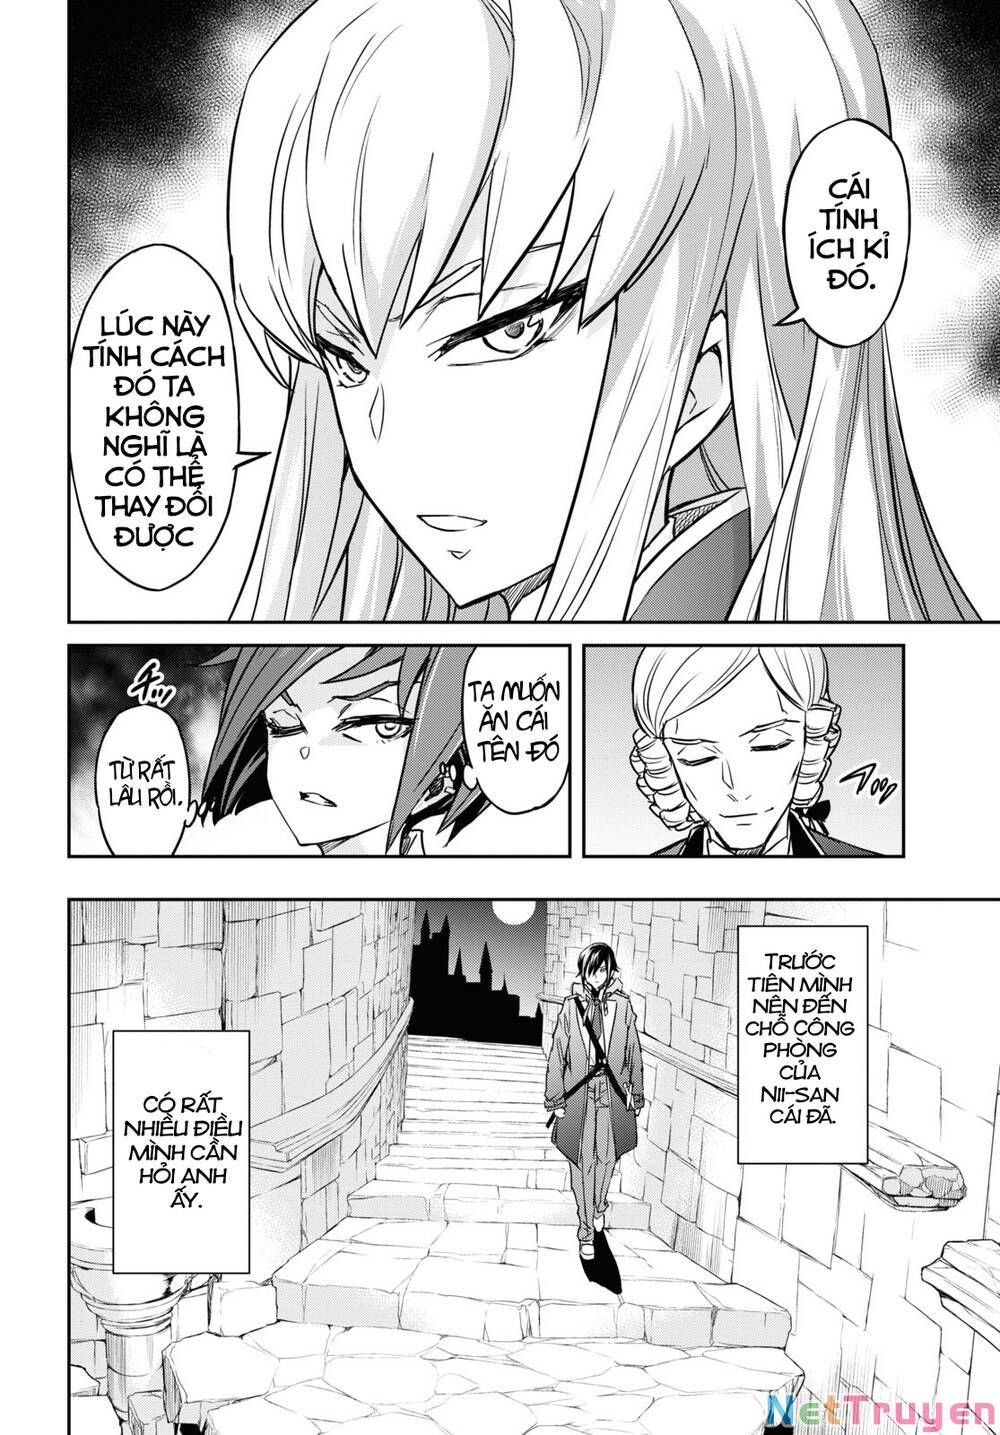 CÁI
TÍNH
ÍCH KỈ
ĐÓ.
LÚC NÀY
TÍNH CÁCH
ĐÓ TA
KHÔNG
NGHĨ LÀ
CÓ THỂ
THAY ĐỔI
ĐƯỢC
TA MUỐN
ĂN CÁI
TÊN ĐÓ
TỪ RẤT
LÂU RỒI.
TRƯỚC
TIÊN MÌNH
NÊN ĐẾN
CHỖ CÔNG
PHÒNG
CỦA
NII-SAN
CÁI ĐÃ.
CÓ RẤT
NHIỀU ĐIỀU
MÌNH CẦN
HỎI ANH
ẤY.
NetTruyen